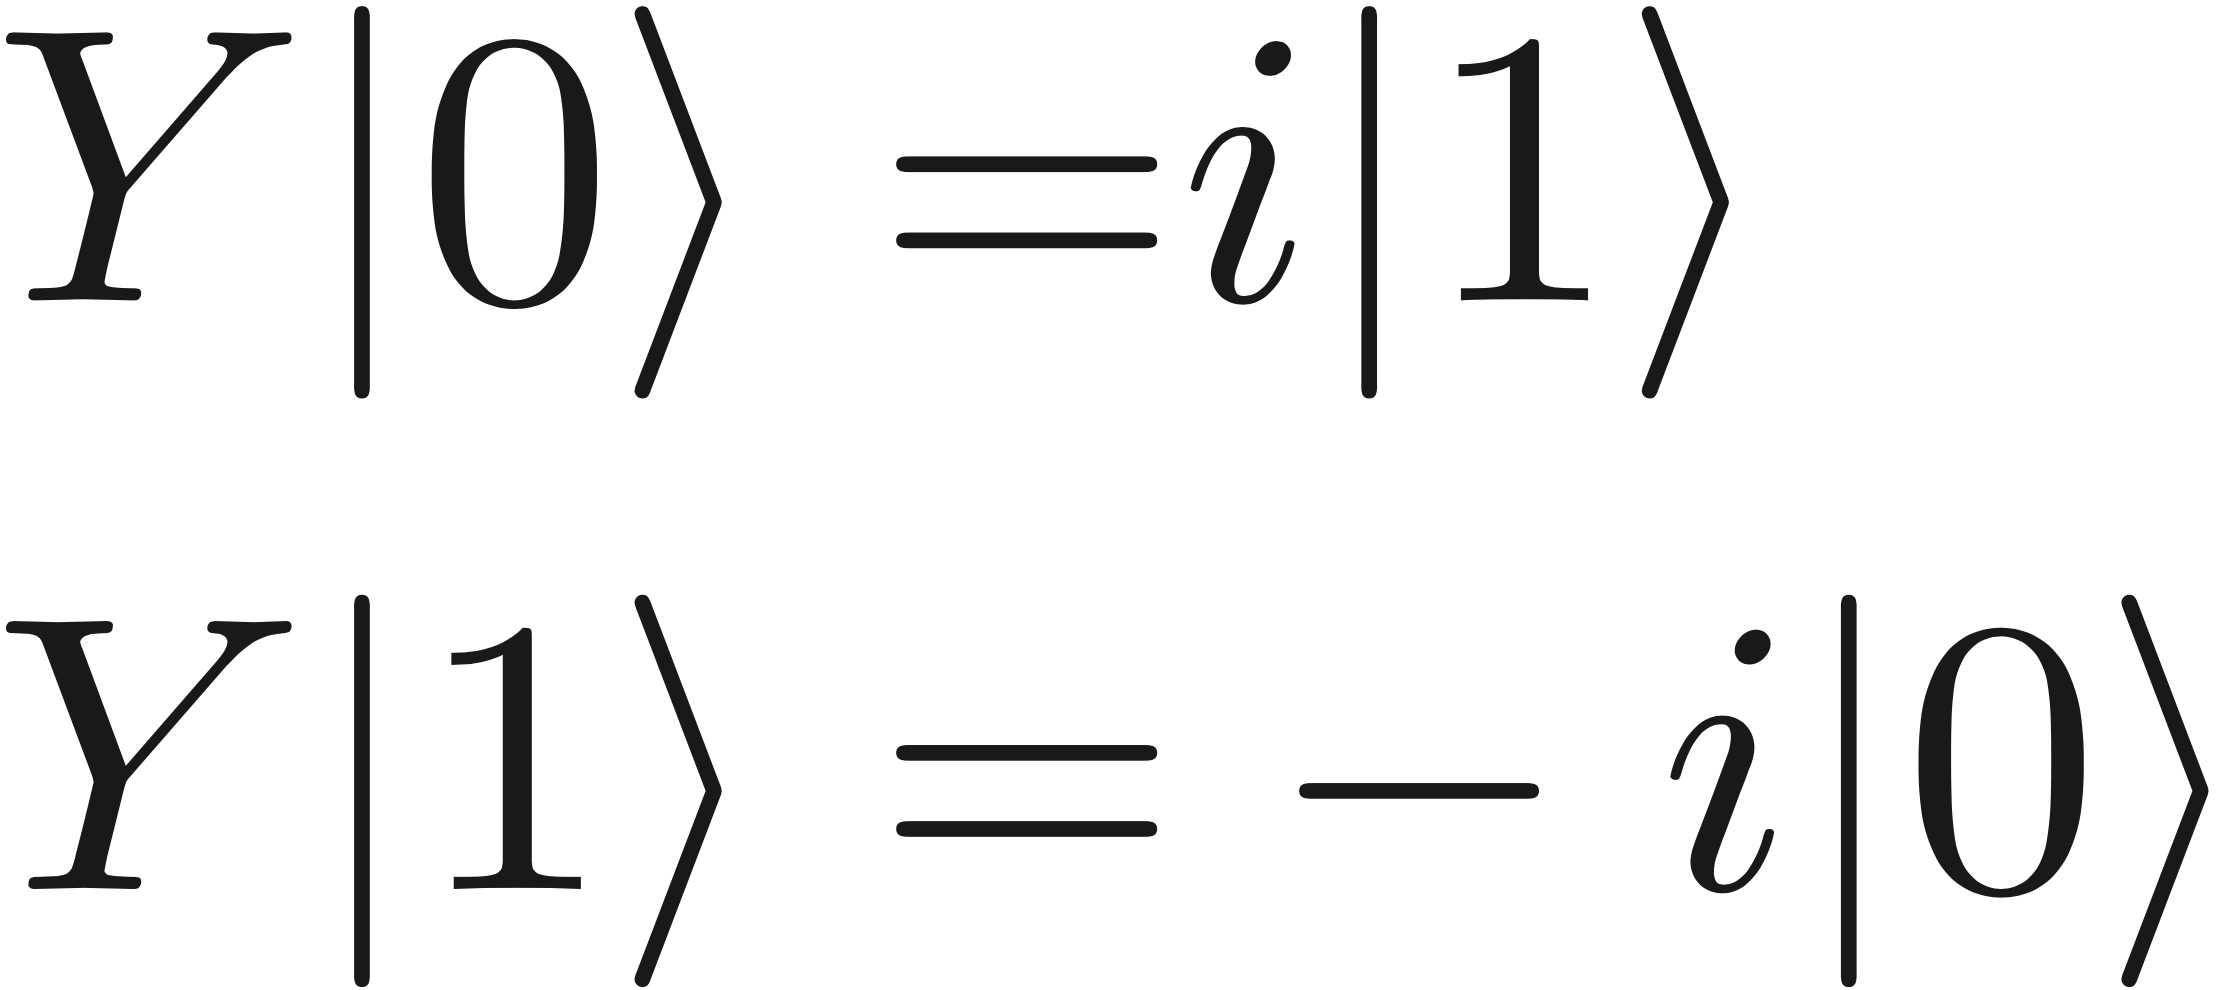 Y|0⟩ =i|1⟩
Y|1⟩ = − i|0⟩